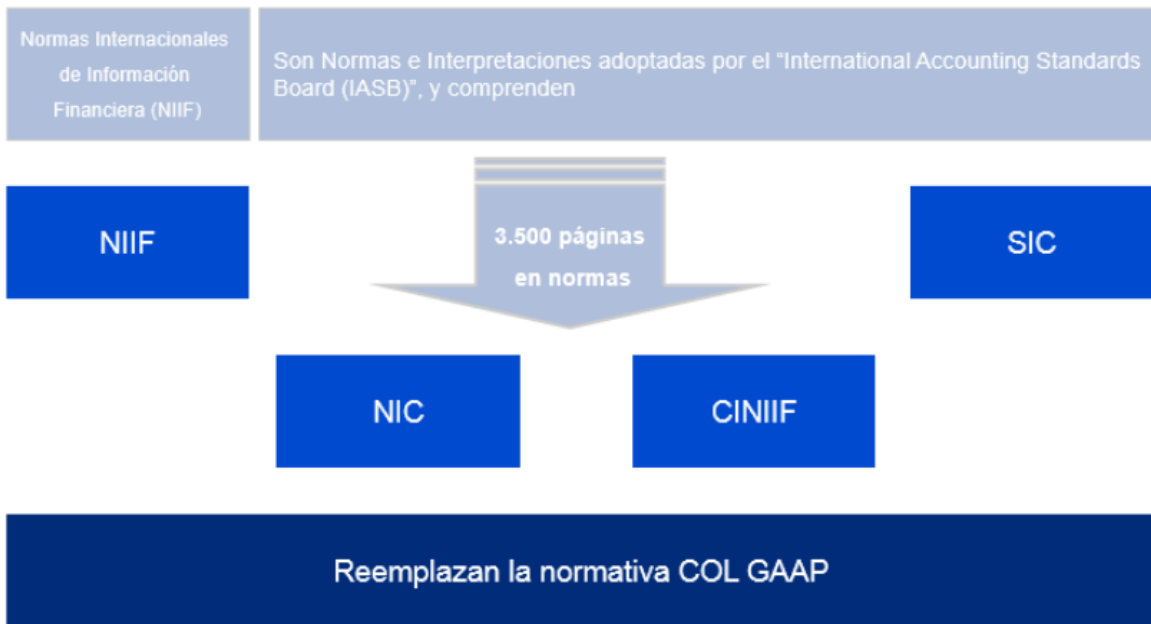 Normas Internacionales
de Información
Financiera (NIIF)
Son Normas e Interpretaciones adoptadas por el “International Accounting Standards
Board (IASB)”, y comprenden
NIIF
3.500 páginas
en normas
SIC
NIC
CINIIF
Reemplazan la normativa COL GAAP